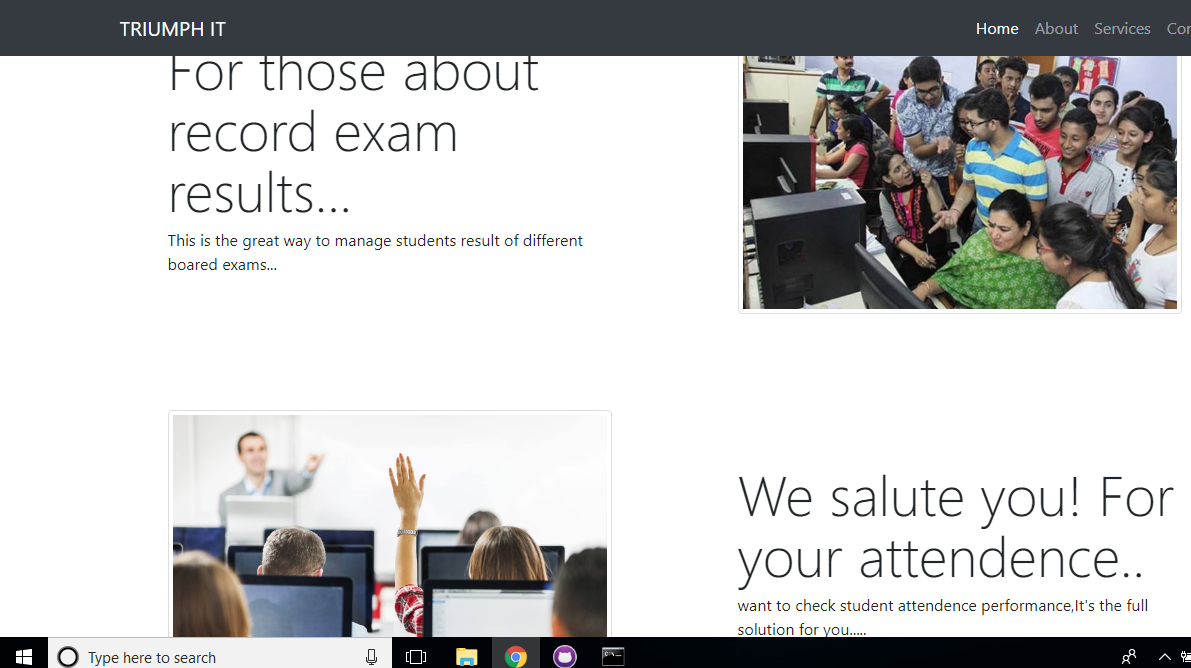 TRIUMPH IT
Home About Services Cor
For those about
record exam
results...
This is the great way to manage students result of different
boared exams...
We salute you! For
your attendence..
want to check student attendence performance,It's the full
solution for you.....
Type here to search